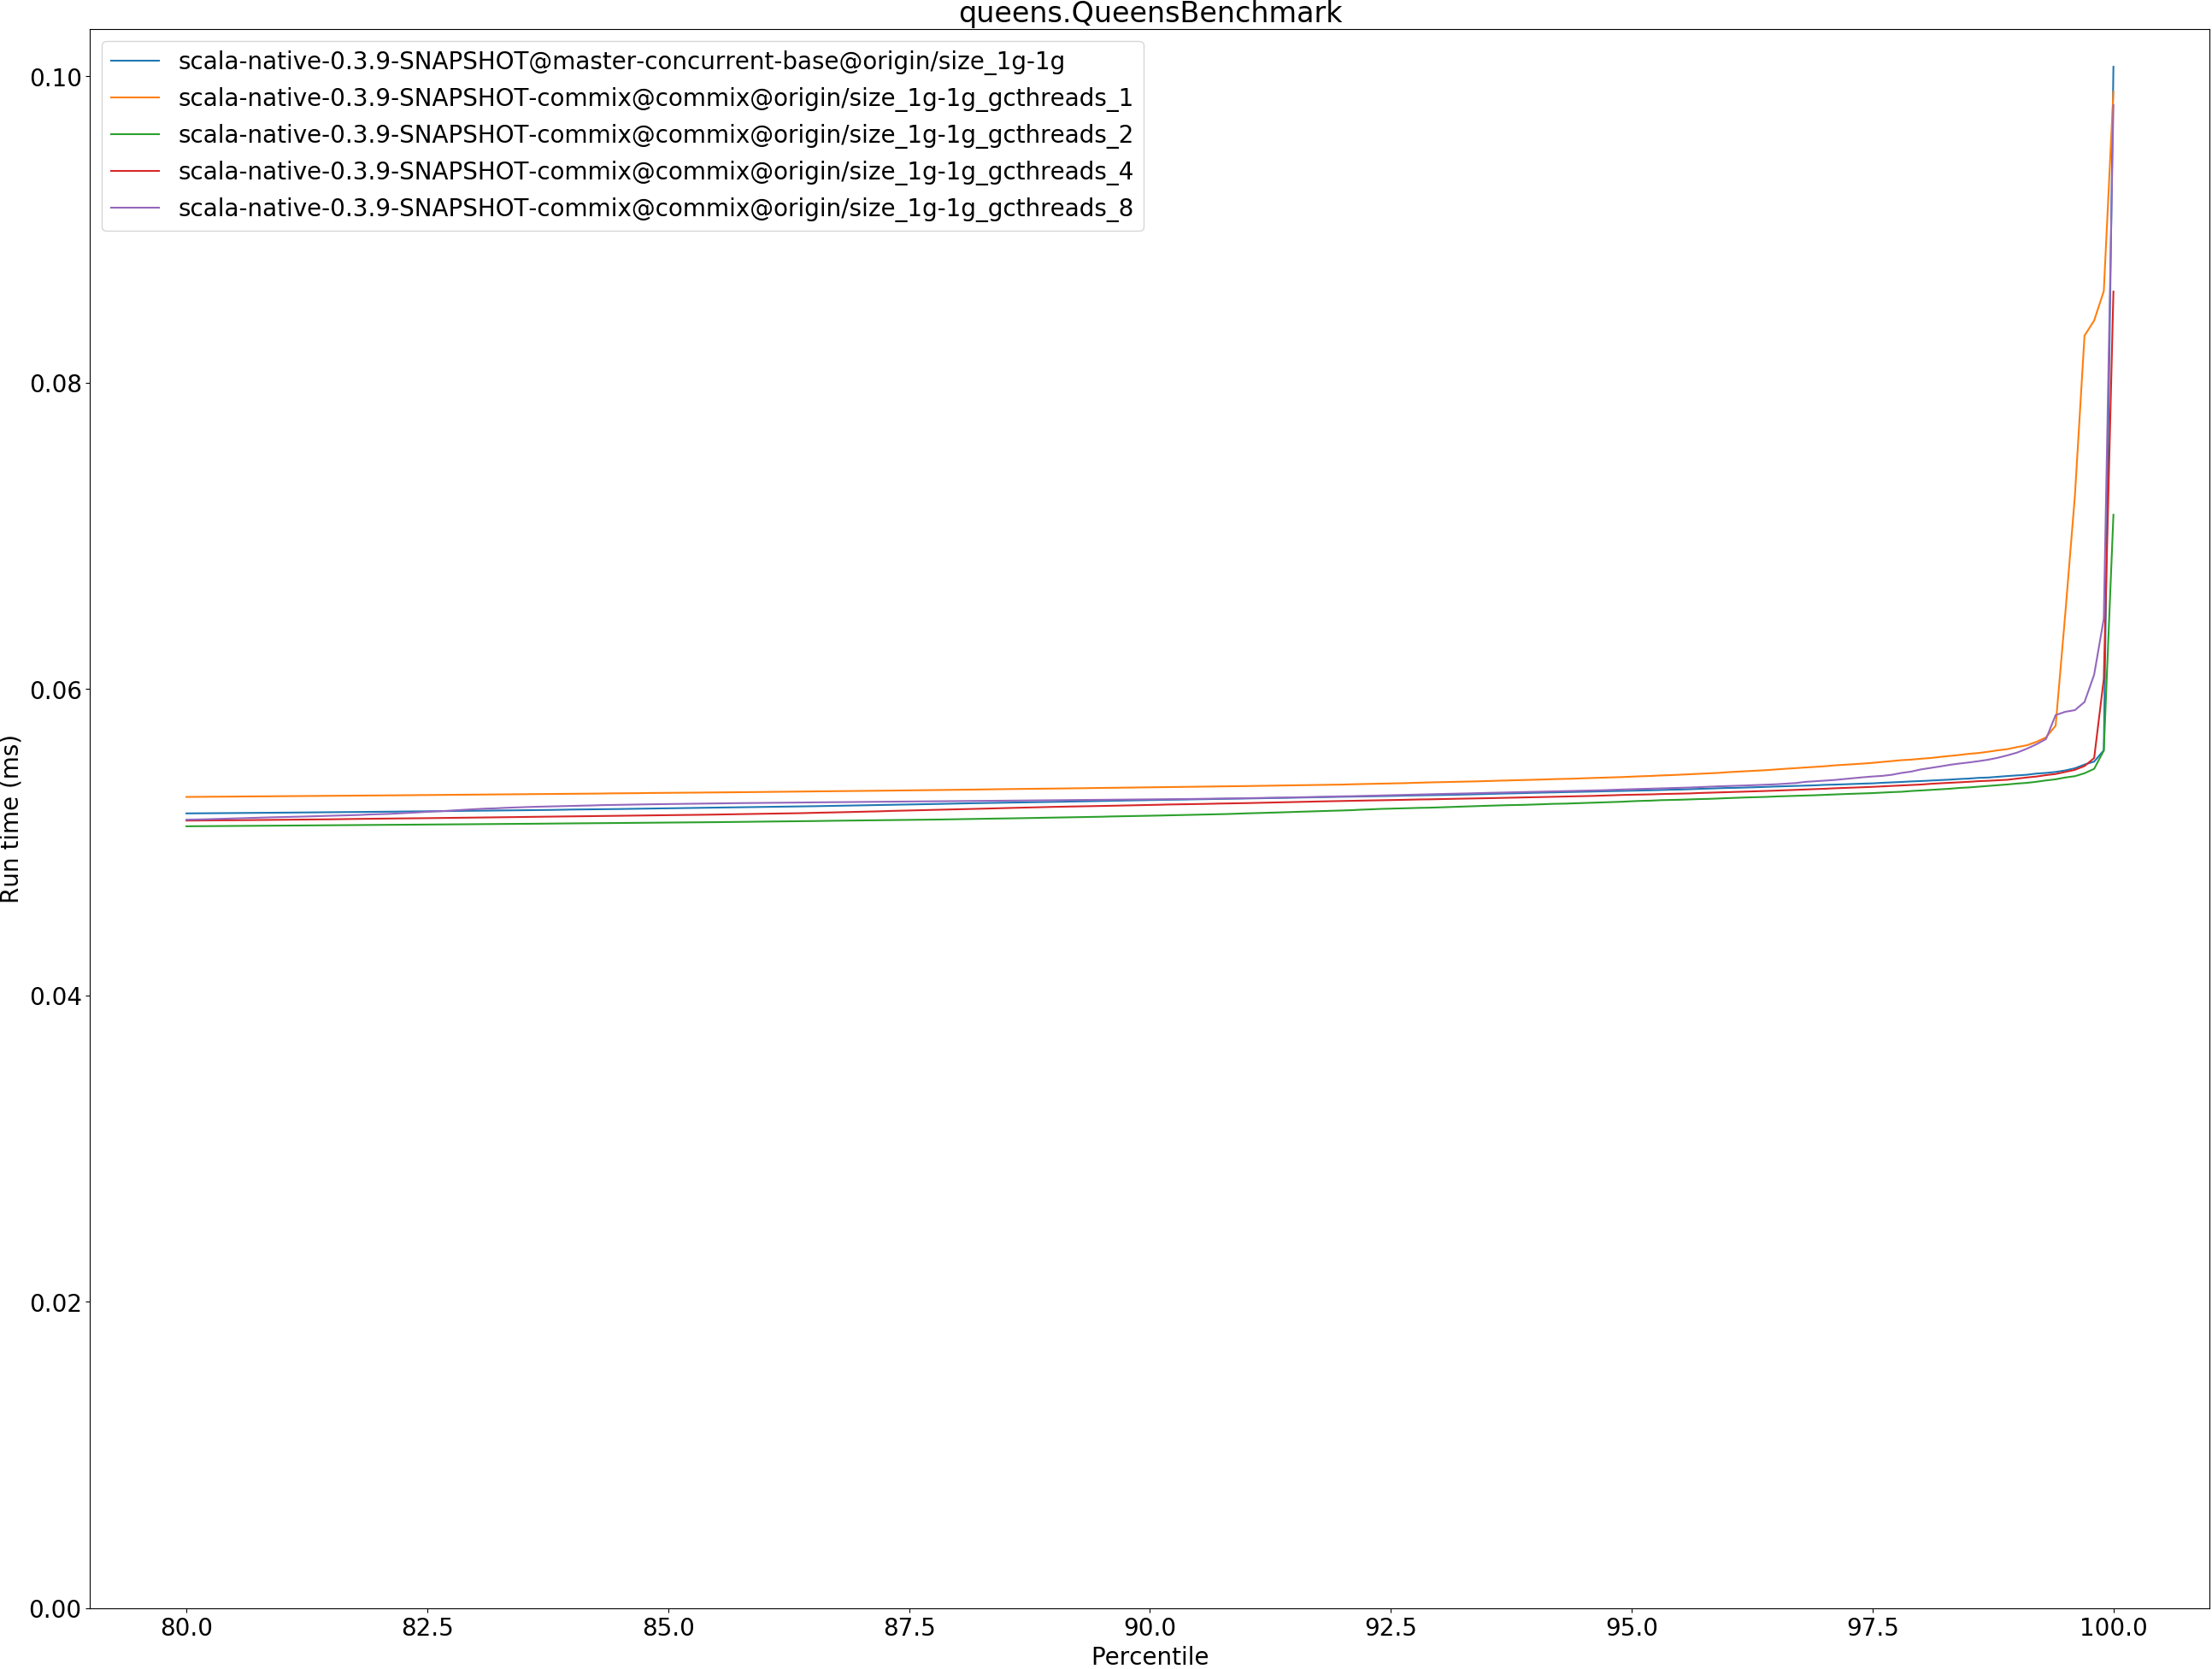 queens.QueensBenchmark
scala-native-0.3.9-SNAPSHOT@master-concurrent-base@origin/size_1g-1g
scala-native-0.3.9-SNAPSHOT-commix@commix@origin/size_1g-1g_gcthreads_1
scala-native-0.3.9-SNAPSHOT-commix@commix@origin/size_1g-1g_gcthreads_2
scala-native-0.3.9-SNAPSHOT-commix@commix@origin/size_1g-1g_gcthreads_4
scala-native-0.3.9-SNAPSHOT-commix@commix@origin/size_1g-1g_gcthreads_8
0.10
0.08
0.06
0.04
0.02
0.00
Run time (ms)
80.0 82.5 85.0 87.5 90.0 92.5 95.0 97.5 100.0
Percentile